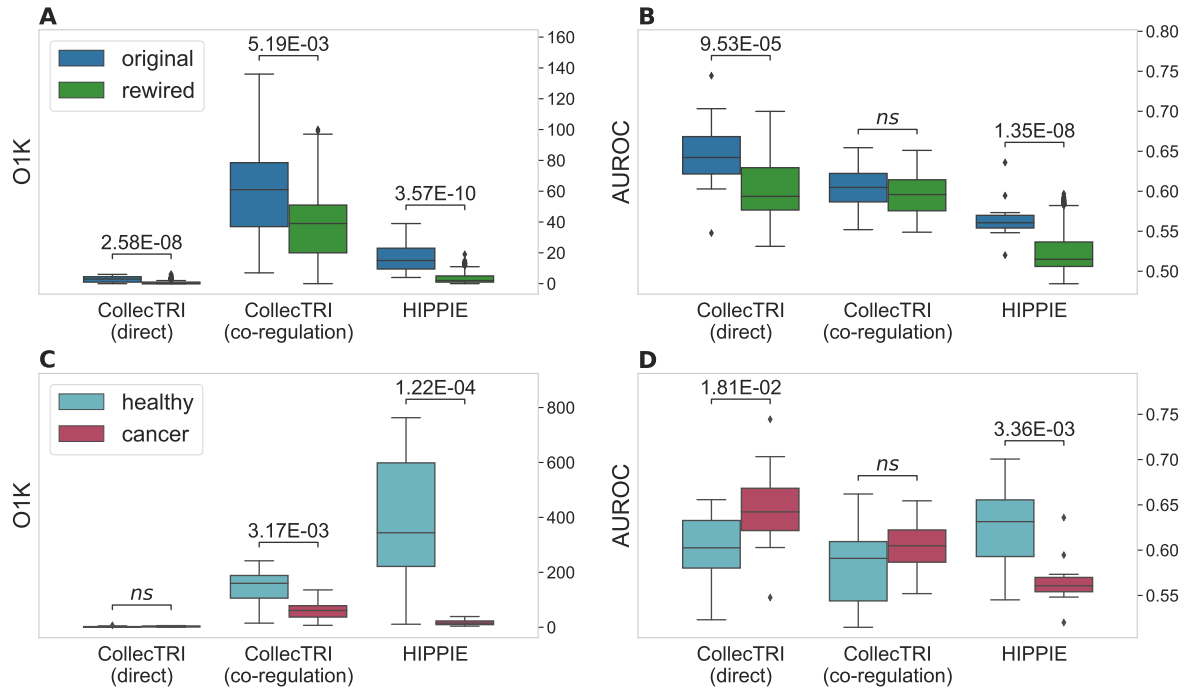 A
5.19E-03
original
rewired
2.58E-08
3.57E-10
O1K
160
140
120
100
80
60
40
20
0
CollecTRI
(direct)
CollecTRI
(co-regulation)
HIPPIE
B
9.53E-05
ns
1.35E-08
AUROC
0.80
0.75
0.70
0.65
0.60
0.55
0.50
CollecTRI
(direct)
CollecTRI
(co-regulation)
HIPPIE
C
healthy
cancer
1.22E-04
3.17E-03
ns
O1K
800
600
400
200
0
CollecTRI
(direct)
CollecTRI
(co-regulation)
HIPPIE
D
1.81E-02
ns
3.36E-03
AUROC
0.75
0.70
0.65
0.60
0.55
CollecTRI
(direct)
CollecTRI
(co-regulation)
HIPPIE